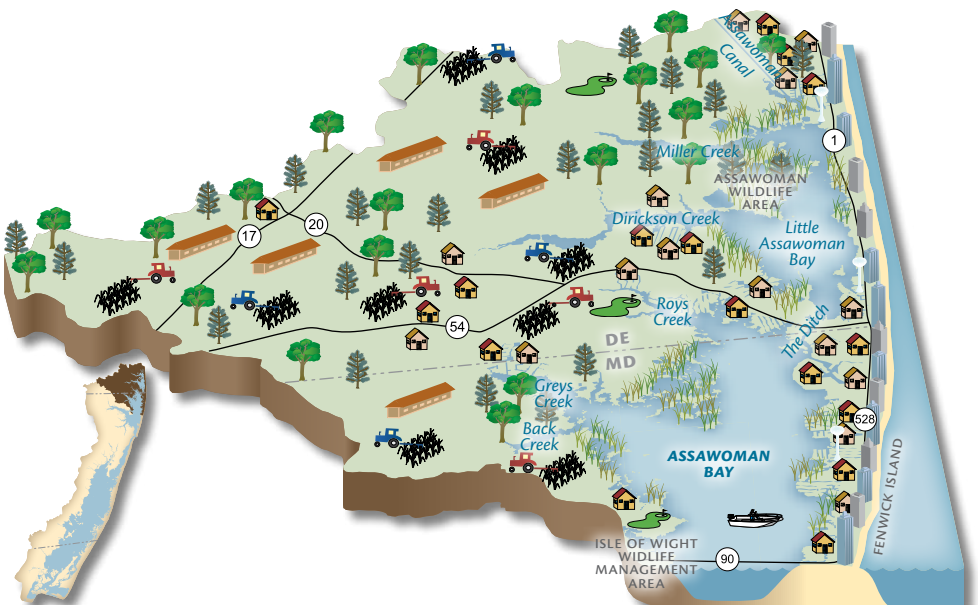 Assawoman
Canal
1
Miller Creek
ASSAWOMAN
WILDLIFE
AREA
Dirickson Creek
20
17
Little
Assawoman
Bay
Roys
Creek
54
The Ditch
DE
MD
Greys
Creek
528
Back
Creek
ASSAWOMAN
BAY
FENWICK ISLAND
ISLE OF WIGHT
WIDLIFE
MANAGEMENT
AREA
90